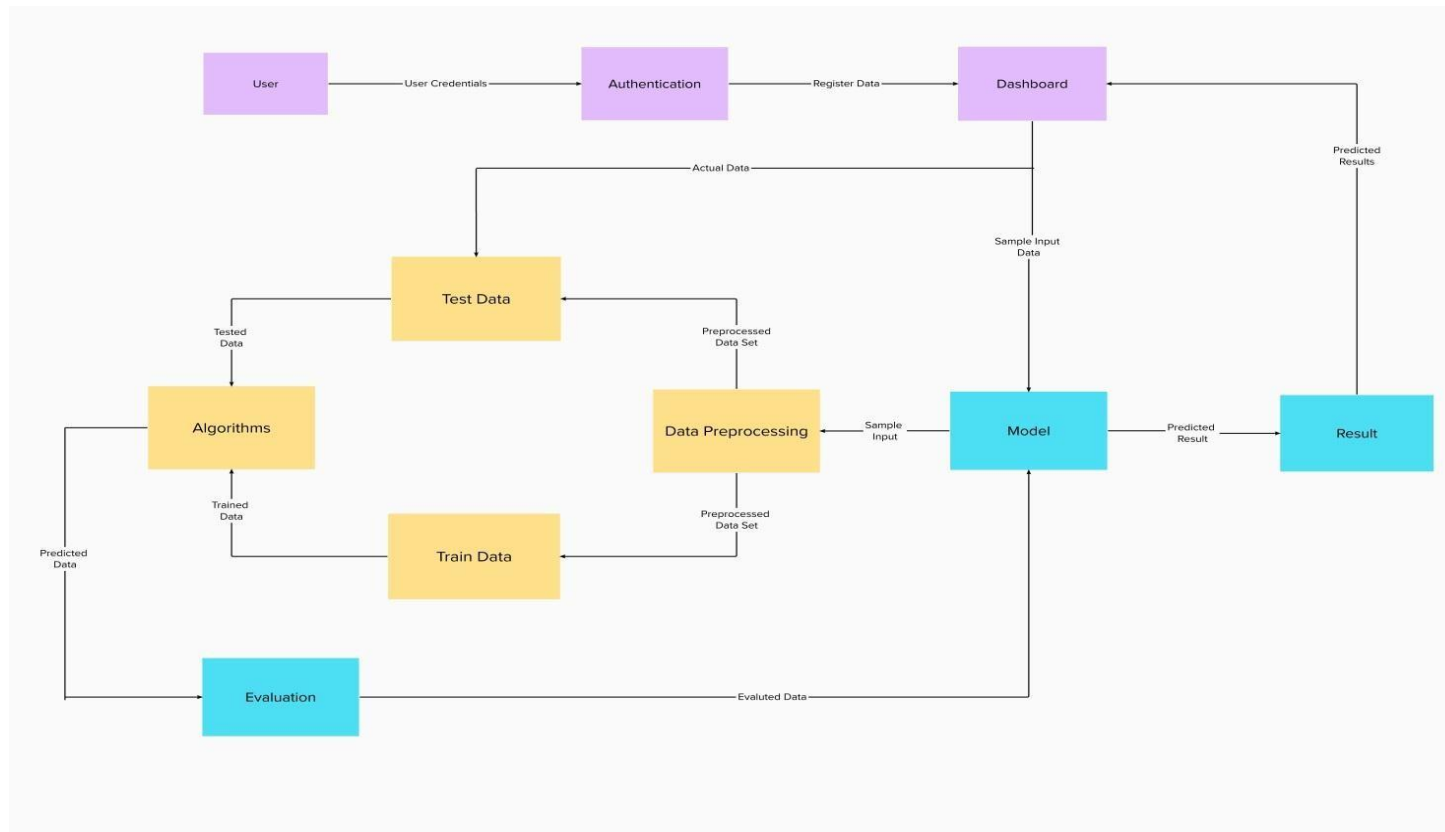 User
User Credentials
Authentication
Register Data
Dashboard
Predicted
Results
Actual Data
Sample Input
Data
Test Data
Tested
Data
Preprocessed
Data Set
Algorithms
Data Preprocessing
Sample
Input
Model
Predicted
Result
Result
Trained
Data
Preprocessed
Data Set
Train Data
Predicted
Data
Evaluation
Evaluted Data